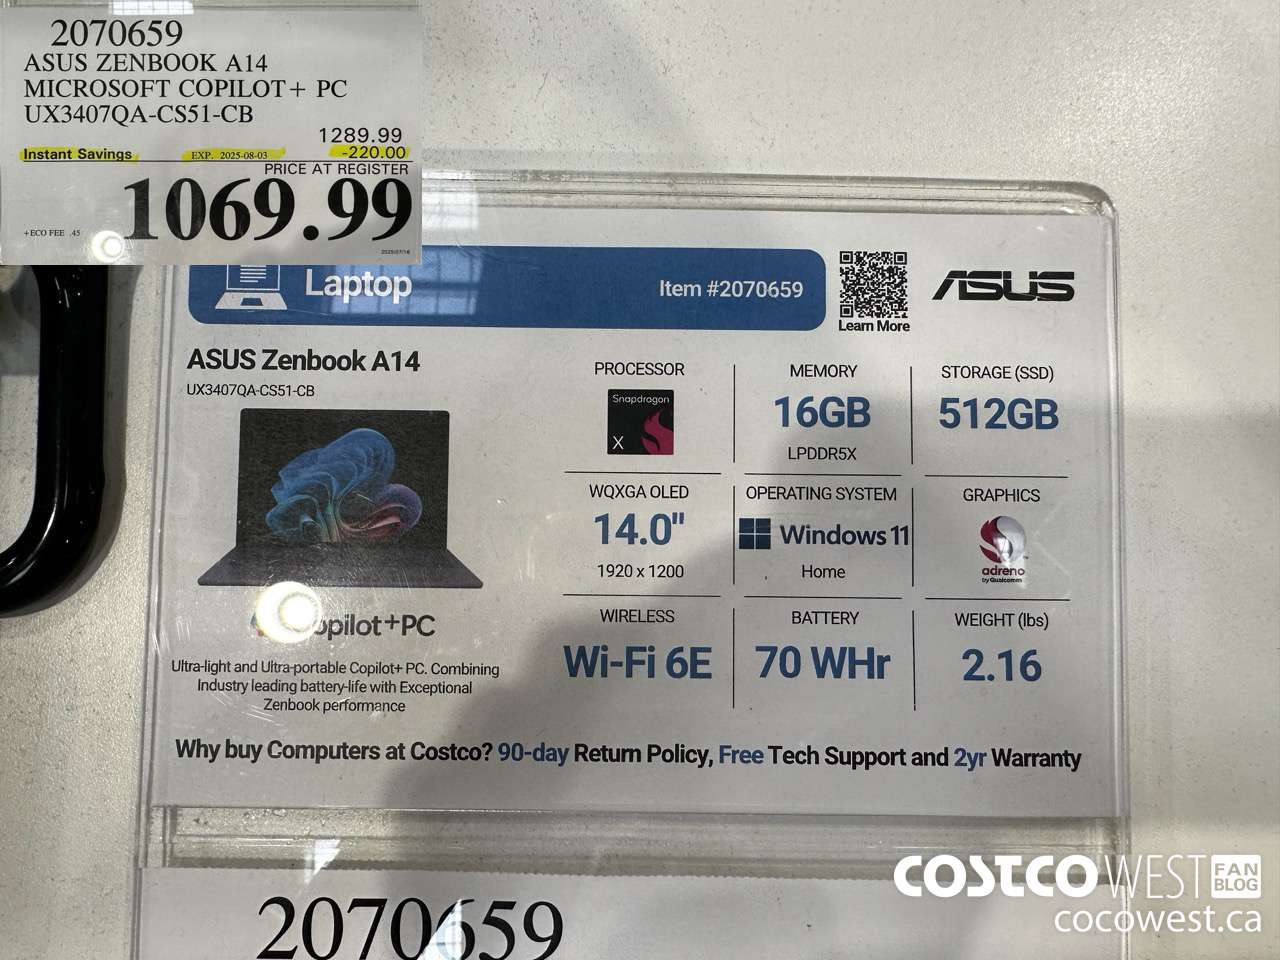 2070659
ASUS ZENBOOK A14
MICROSOFT COPILOT+ PC
UX3407QA-CS51-CB
1289.99
Instant Savings EXP. 2025-08-03 -220.00
PRICE AT REGISTER
1069.99
+ECO FEE .45
2025/07/16
Laptop
Item #2070659
Learn More
ASUS
ASUS Zenbook A14
UX3407QA-CS51-CB
PROCESSOR
Snapdragon
X
MEMORY
16GB
LPDDR5X
STORAGE (SSD)
512GB
WQXGA OLED
14.0"
1920 x 1200
OPERATING SYSTEM
Windows 11
Home
GRAPHICS
adreno
by Qualcomm
WIRELESS
Wi-Fi 6E
BATTERY
70 WHr
WEIGHT (lbs)
2.16
opilot+PC
Ultra-light and Ultra-portable Copilot+ PC. Combining
Industry leading battery-life with Exceptional
Zenbook performance
Why buy Computers at Costco? 90-day Return Policy, Free Tech Support and 2yr Warranty
2070659
COSTCO WEST FAN BLOG
cocowest.ca